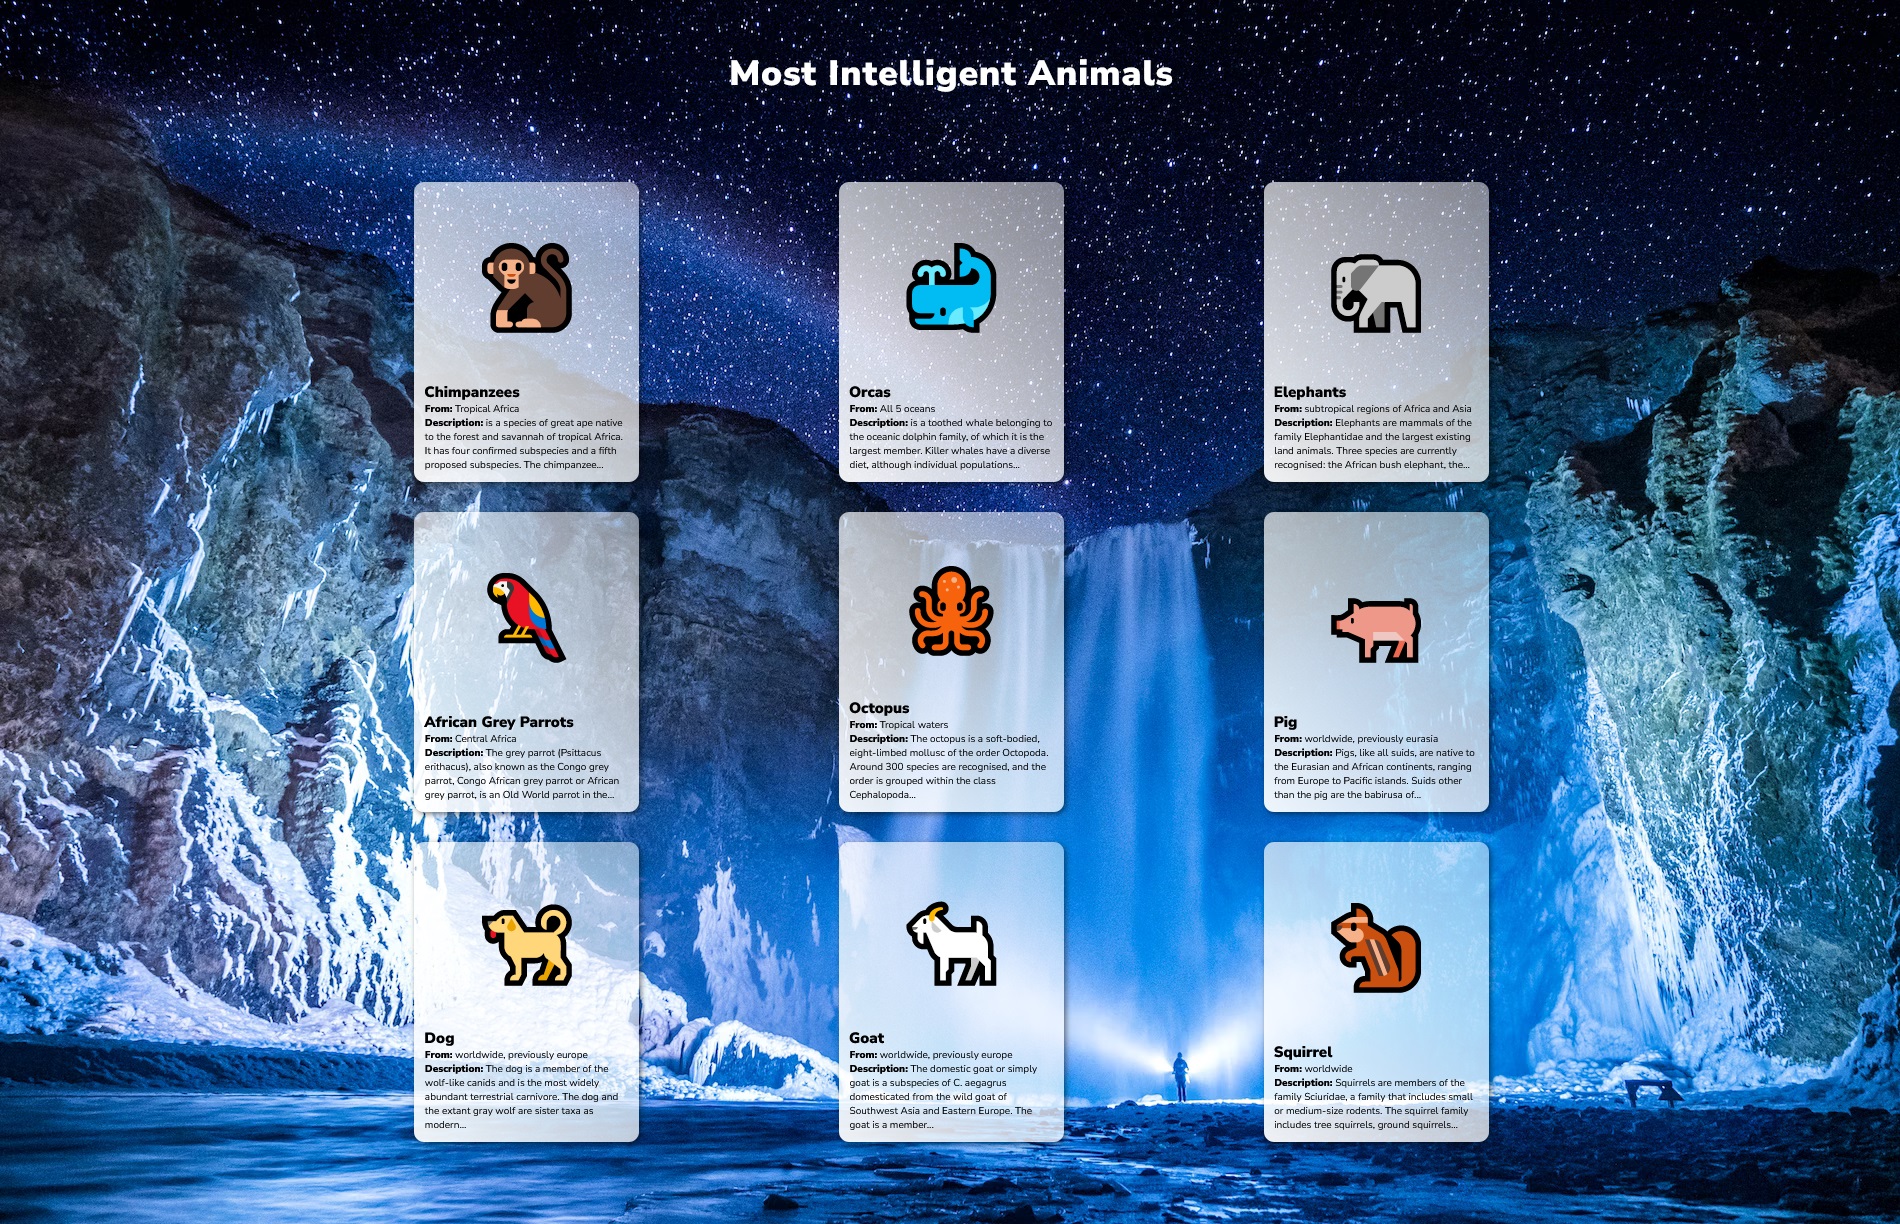 Most Intelligent Animals
Chimpanzees
From: Tropical Africa
Description: is a species of great ape native
to the forest and savannah of tropical Africa.
It has four confirmed subspecies and a fifth
proposed subspecies. The chimpanzee...
Orcas
From: All 5 oceans
Description: is a toothed whale belonging to
the oceanic dolphin family, of which it is the
largest member. Killer whales have a diverse
diet, although individual populations...
Elephants
From: subtropical regions of Africa and Asia
Description: Elephants are mammals of the
family Elephantidae and the largest existing
land animals. Three species are currently
recognised: the African bush elephant, the...
African Grey Parrots
From: Central Africa
Description: The grey parrot (Psittacus
erithacus), also known as the Congo grey
parrot, Congo African grey parrot or African
grey parrot, is an Old World parrot in the...
Octopus
From: Tropical waters
Description: The octopus is a soft-bodied,
eight-limbed mollusc of the order Octopoda.
Around 300 species are recognised, and the
order is grouped within the class
Cephalopoda...
Pig
From: worldwide, previously eurasia
Description: Pigs, like all suids, are native to
the Eurasian and African continents, ranging
from Europe to Pacific islands. Suids other
than the pig are the babirusa of...
Dog
From: worldwide, previously europe
Description: The dog is a member of the
wolf-like canids and is the most widely
abundant terrestrial carnivore. The dog and
the extant gray wolf are sister taxa as
modern...
Goat
From: worldwide, previously europe
Description: The domestic goat or simply
goat is a subspecies of C. aegagrus
domesticated from the wild goat of
Southwest Asia and Eastern Europe. The
goat is a member...
Squirrel
From: worldwide
Description: Squirrels are members of the
family Sciuridae, a family that includes small
or medium-size rodents. The squirrel family
includes tree squirrels, ground squirrels...